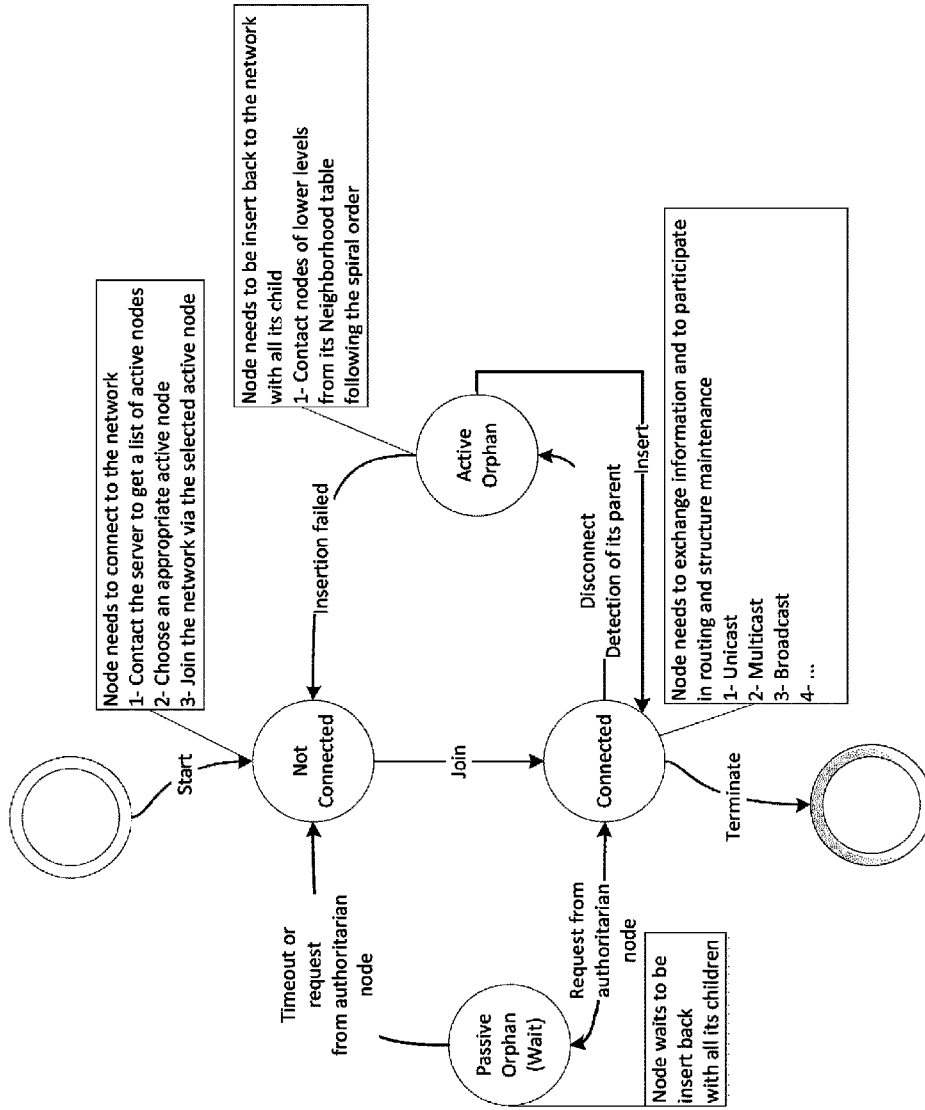 Node needs to connect to the network
1- Contact the server to get a list of active nodes
2- Choose an appropriate active node
3- Join the network via the selected active node
Start
Node needs to be insert back to the network
with all its child
1- Contact nodes of lower levels
from its Neighborhood table
following the spiral order
Timeout or
request
from authoritarian
node
Not
Connected
Insertion failed
Active
Orphan
Join
Passive
Orphan
(Wait)
Request from
authoritarian
node
Connected
Disconnect
Detection of its parent
Insert
Node waits to be
insert back
with all its children
Terminate
Node needs to exchange information and to participate
in routing and structure maintenance
1- Unicast
2- Multicast
3- Broadcast
4- ...